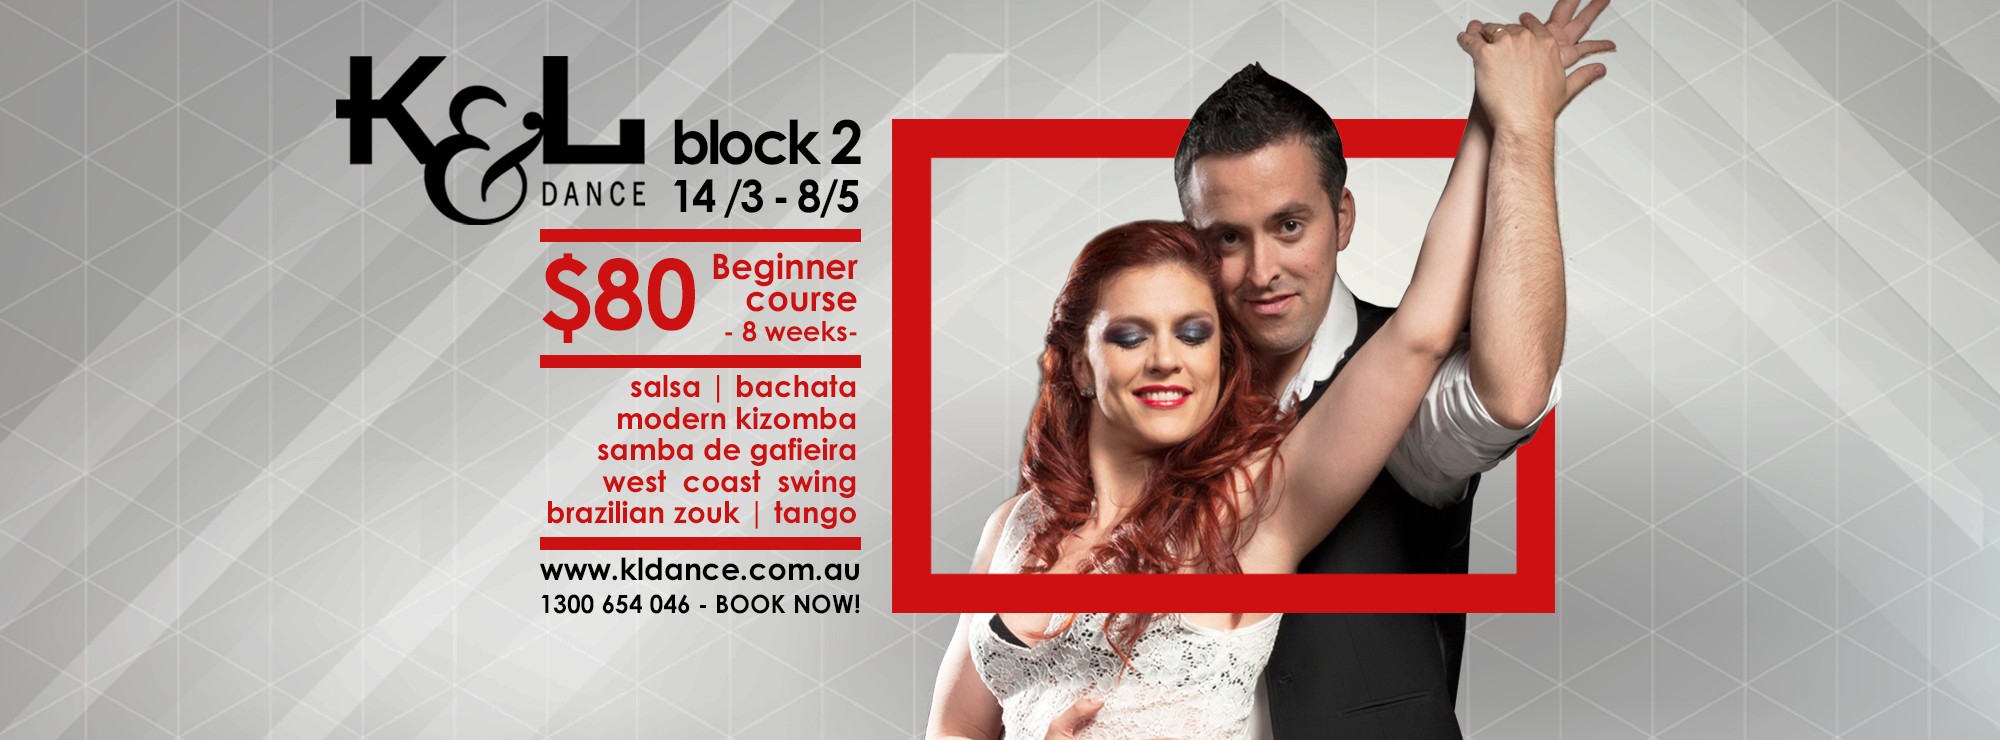 K&L
DANCE
block 2
14 /3 - 8/5
$80
Beginner
course
- 8 weeks-
salsa | bachata
modern kizomba
samba de gafieira
west coast swing
brazilian zouk | tango
www.kldance.com.au
1300 654 046 - BOOK NOW!